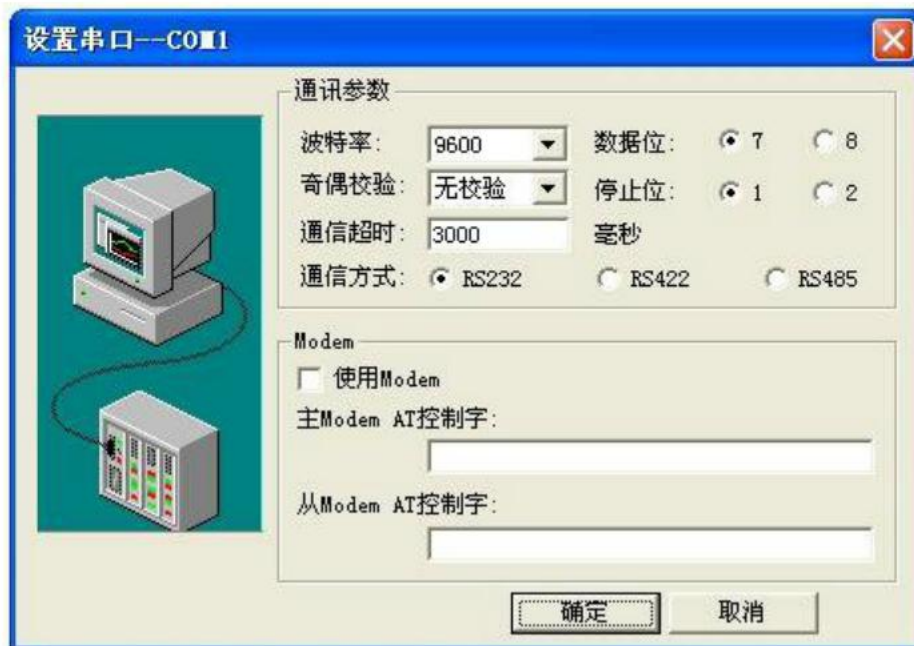 设置串口--COM1
通讯参数
波特率: 9600 数据位: 7 8
奇偶校验: 无校验 停止位: 1 2
通信超时: 3000 毫秒
通信方式: RS232 RS422 RS485
Modem
使用Modem
主Modem AT控制字:
从Modem AT控制字:
确定 取消